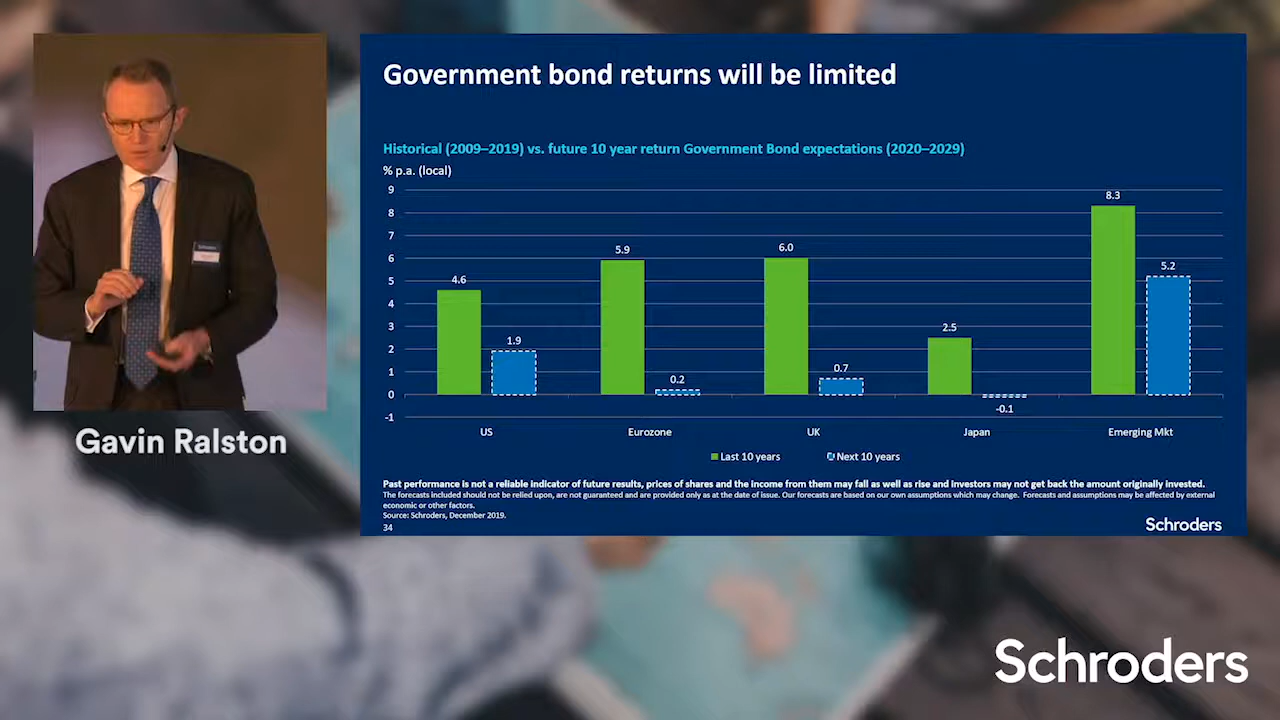 Government bond returns will be limited
Historical (2009–2019) vs. future 10 year return Government Bond expectations (2020–2029)
% p.a. (local)
9
8
7
6
5
4
3
2
1
0
-1
4.6
1.9
5.9
0.2
6.0
0.7
2.5
-0.1
8.3
5.2
US
Eurozone
UK
Japan
Emerging Mkt
Last 10 years
Next 10 years
Past performance is not a reliable indicator of future results, prices of shares and the income from them may fall as well as rise and investors may not get back the amount originally invested.
The forecasts included should not be relied upon, are not guaranteed and are provided only as at the date of issue. Our forecasts are based on our own assumptions which may change. Forecasts and assumptions may be affected by external
economic or other factors.
Source: Schroders, December 2019.
34
Schroders
Gavin Ralston
Schroders